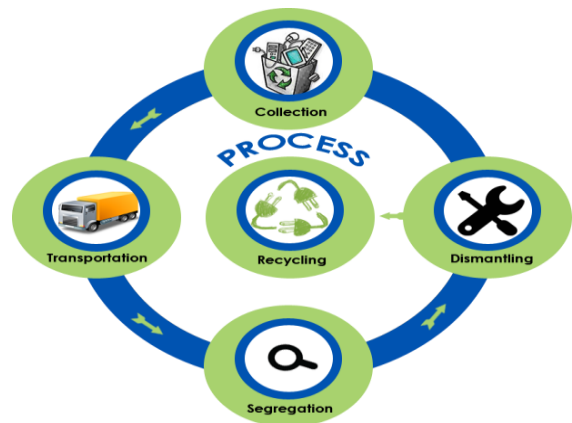 Collection
PROCESS
Transportation
Recycling
Dismantling
Segregation